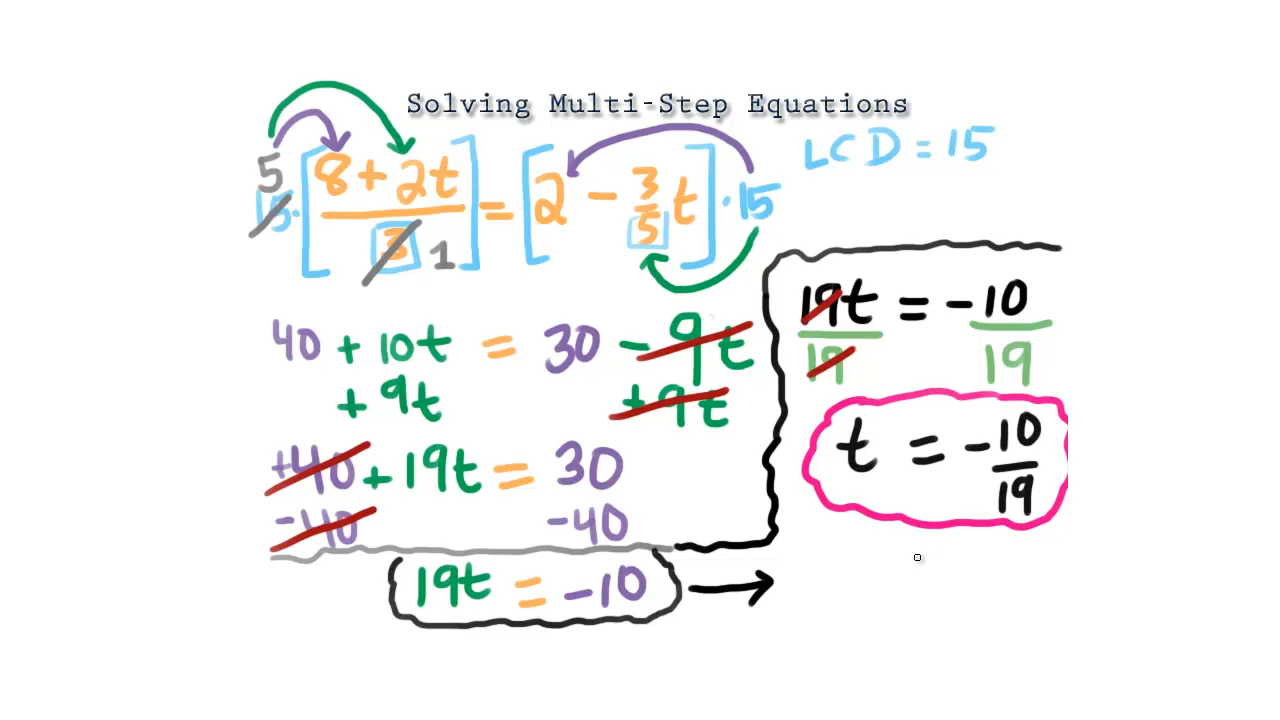 Solving Multi-Step Equations
LCD = 15
5
15 · [ 8 + 2t / 3 1 ] = [ 2 - 3/5 t ] · 15
40 + 10t = 30 - 9t
+ 9t + 9t
+40 + 19t = 30
-40 -40
19t = -10
19t = -10
19 19
t = -10/19